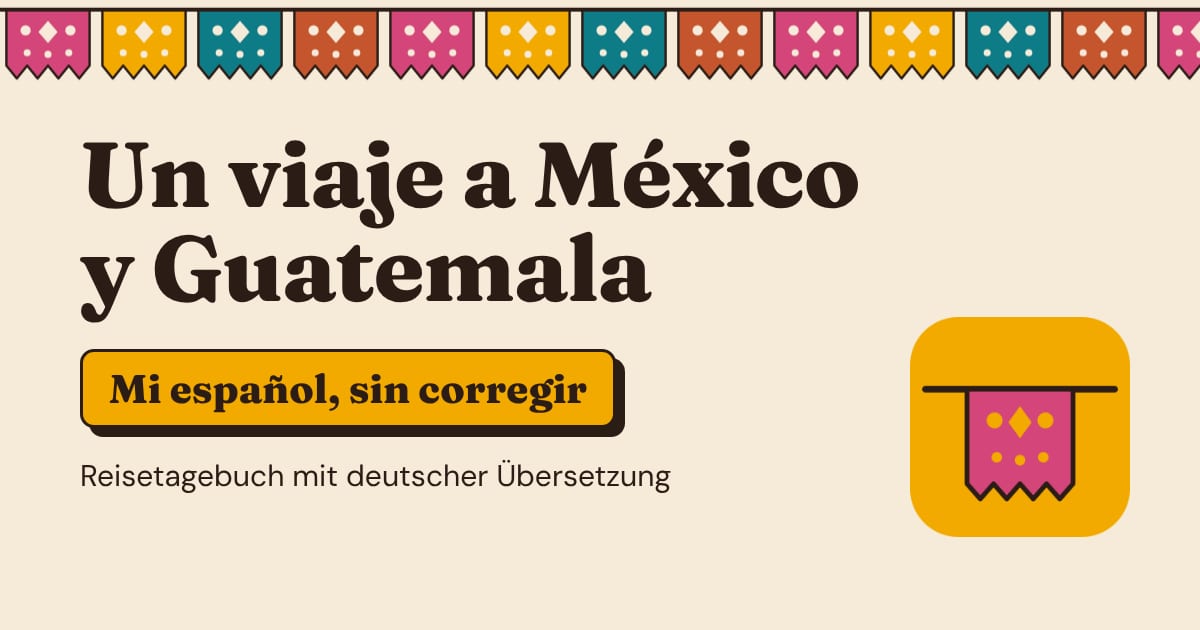 Un viaje a México
y Guatemala
Mi español, sin corregir
Reisetagebuch mit deutscher Übersetzung